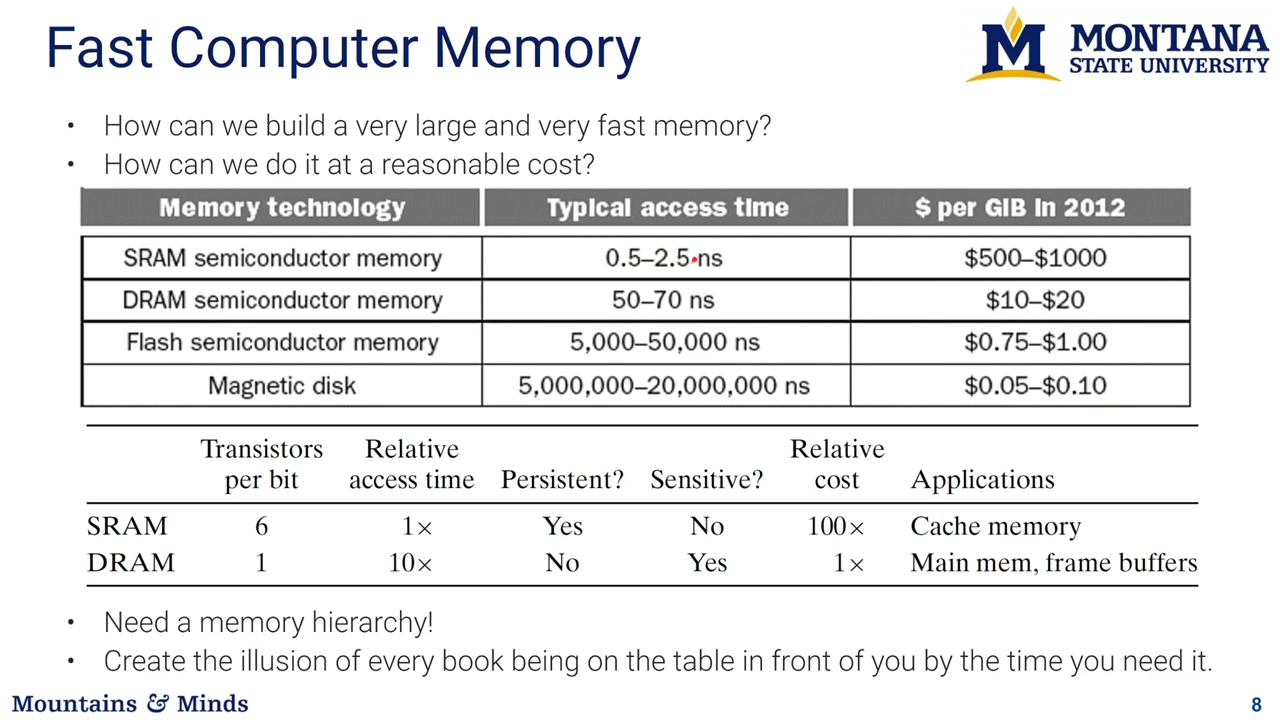 Fast Computer Memory
MONTANA
STATE UNIVERSITY
• How can we build a very large and very fast memory?
• How can we do it at a reasonable cost?
Memory technology Typical access time $ per GiB in 2012
SRAM semiconductor memory 0.5–2.5 ns $500–$1000
DRAM semiconductor memory 50–70 ns $10–$20
Flash semiconductor memory 5,000–50,000 ns $0.75–$1.00
Magnetic disk 5,000,000–20,000,000 ns $0.05–$0.10
Transistors Relative Relative
per bit access time Persistent? Sensitive? cost Applications
SRAM 6 1× Yes No 100× Cache memory
DRAM 1 10× No Yes 1× Main mem, frame buffers
• Need a memory hierarchy!
• Create the illusion of every book being on the table in front of you by the time you need it.
Mountains & Minds 8